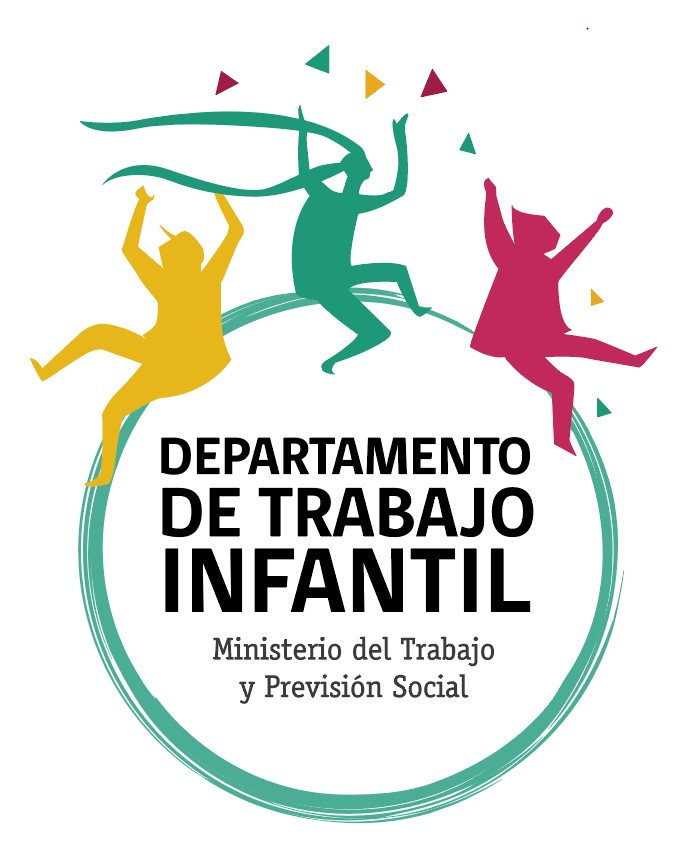 DEPARTAMENTO
DE TRABAJO
INFANTIL
Ministerio del Trabajo
y Previsión Social